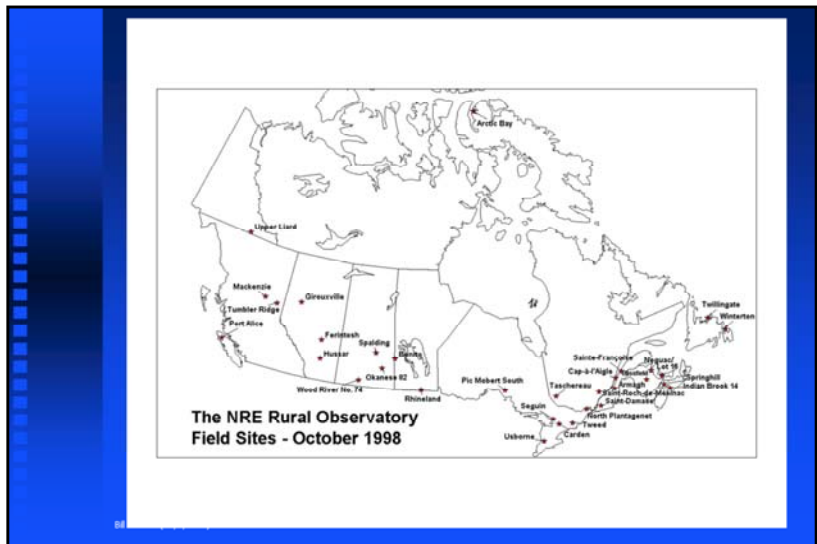 Arctic Bay
Upper Liard
Mackenzie
Tumbler Ridge
Port Alice
Girouxville
Ferintosh
Hussar
Spalding
Benito
Okanese 82
Wood River No. 74
Rhineland
Pic Mobert South
Twillingate
Winterton
Sainte-Françoise
Neguac
Lot 16
Cap-à-l'Aigle
Springhill
Indian Brook 14
Taschereau
Armagh
Saint-Roch-de-Mékinac
Saint-Damase
North Plantagenet
Seguin
Tweed
Carden
Usborne
The NRE Rural Observatory
Field Sites - October 1998